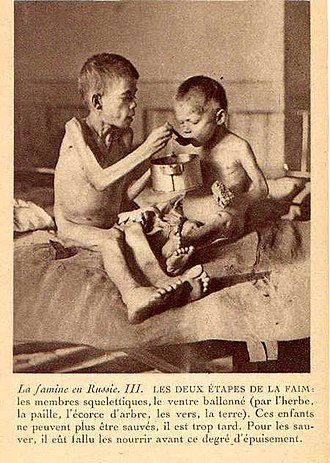 La famine en Russie. III. LES DEUX ÉTAPES DE LA FAIM:
les membres squelettiques, le ventre ballonné (par l'herbe,
la paille, l'écorce d'arbre, les vers, la terre). Ces enfants
ne peuvent plus être sauvés, il est trop tard. Pour les sau-
ver, il eût fallu les nourrir avant ce degré d'épuisement.